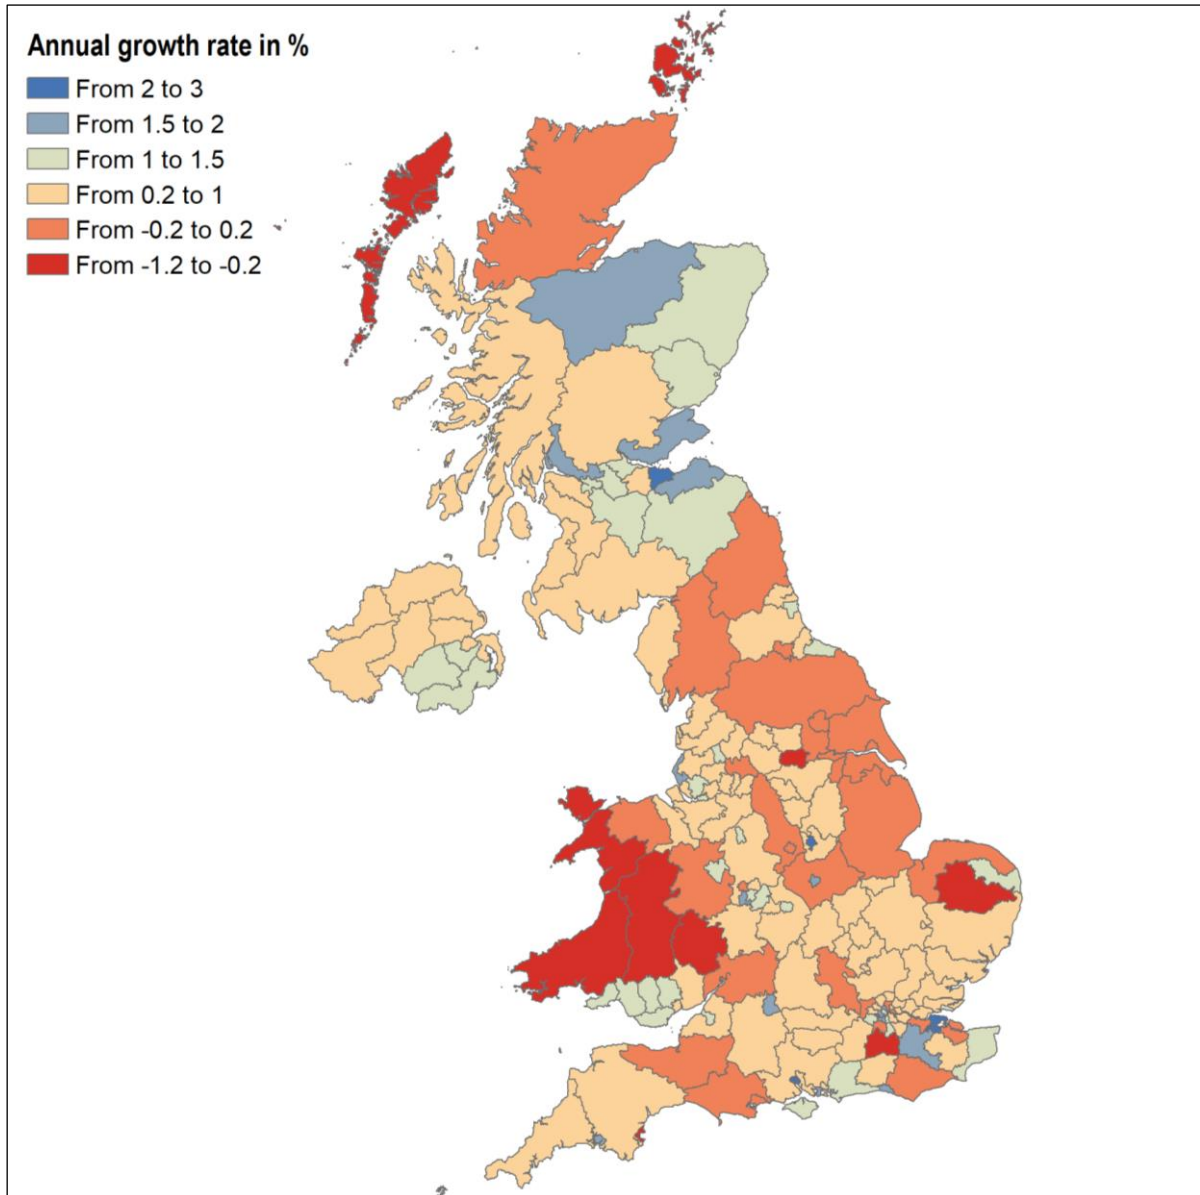 Annual growth rate in %
From 2 to 3
From 1.5 to 2
From 1 to 1.5
From 0.2 to 1
From -0.2 to 0.2
From -1.2 to -0.2